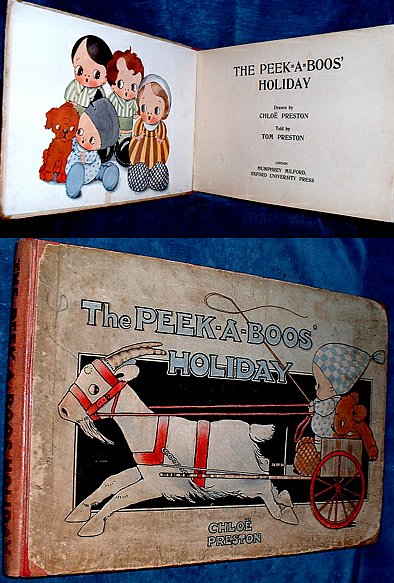 THE PEEK-A-BOOS'
HOLIDAY
Drawn by
CHLOË PRESTON
Told by
TOM PRESTON
LONDON
HUMPHREY MILFORD,
OXFORD UNIVERSITY PRESS
The PEEK-A-BOOS'
HOLIDAY
CHLOË
PRESTON